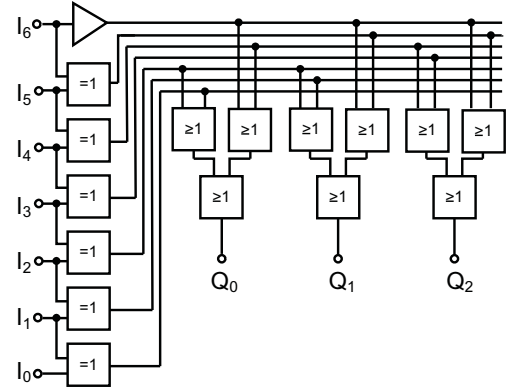 I6
=1
I5
=1
I4
≥1 ≥1 ≥1 ≥1 ≥1 ≥1
=1
I3
≥1 ≥1 ≥1
=1
I2
Q0 Q1 Q2
=1
I1
=1
I0